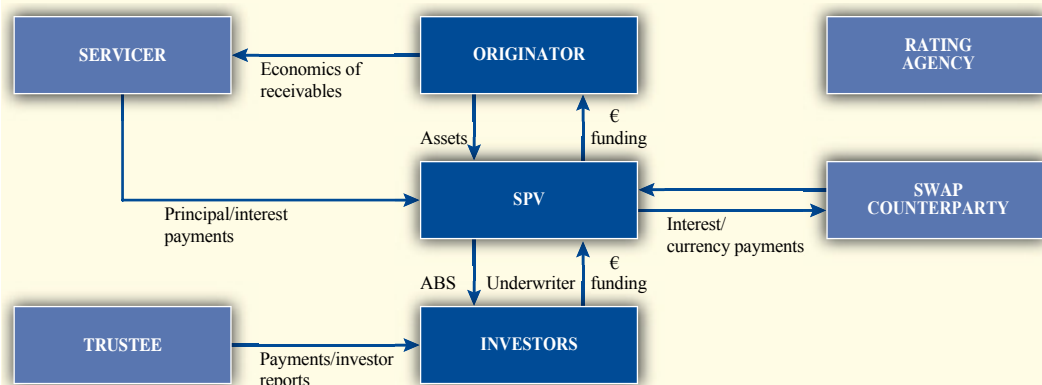 SERVICER
ORIGINATOR
RATING
AGENCY
Economics of
receivables
Assets
€
funding
SPV
SWAP
COUNTERPARTY
Principal/interest
payments
Interest/
currency payments
ABS
Underwriter
€
funding
TRUSTEE
INVESTORS
Payments/investor
reports